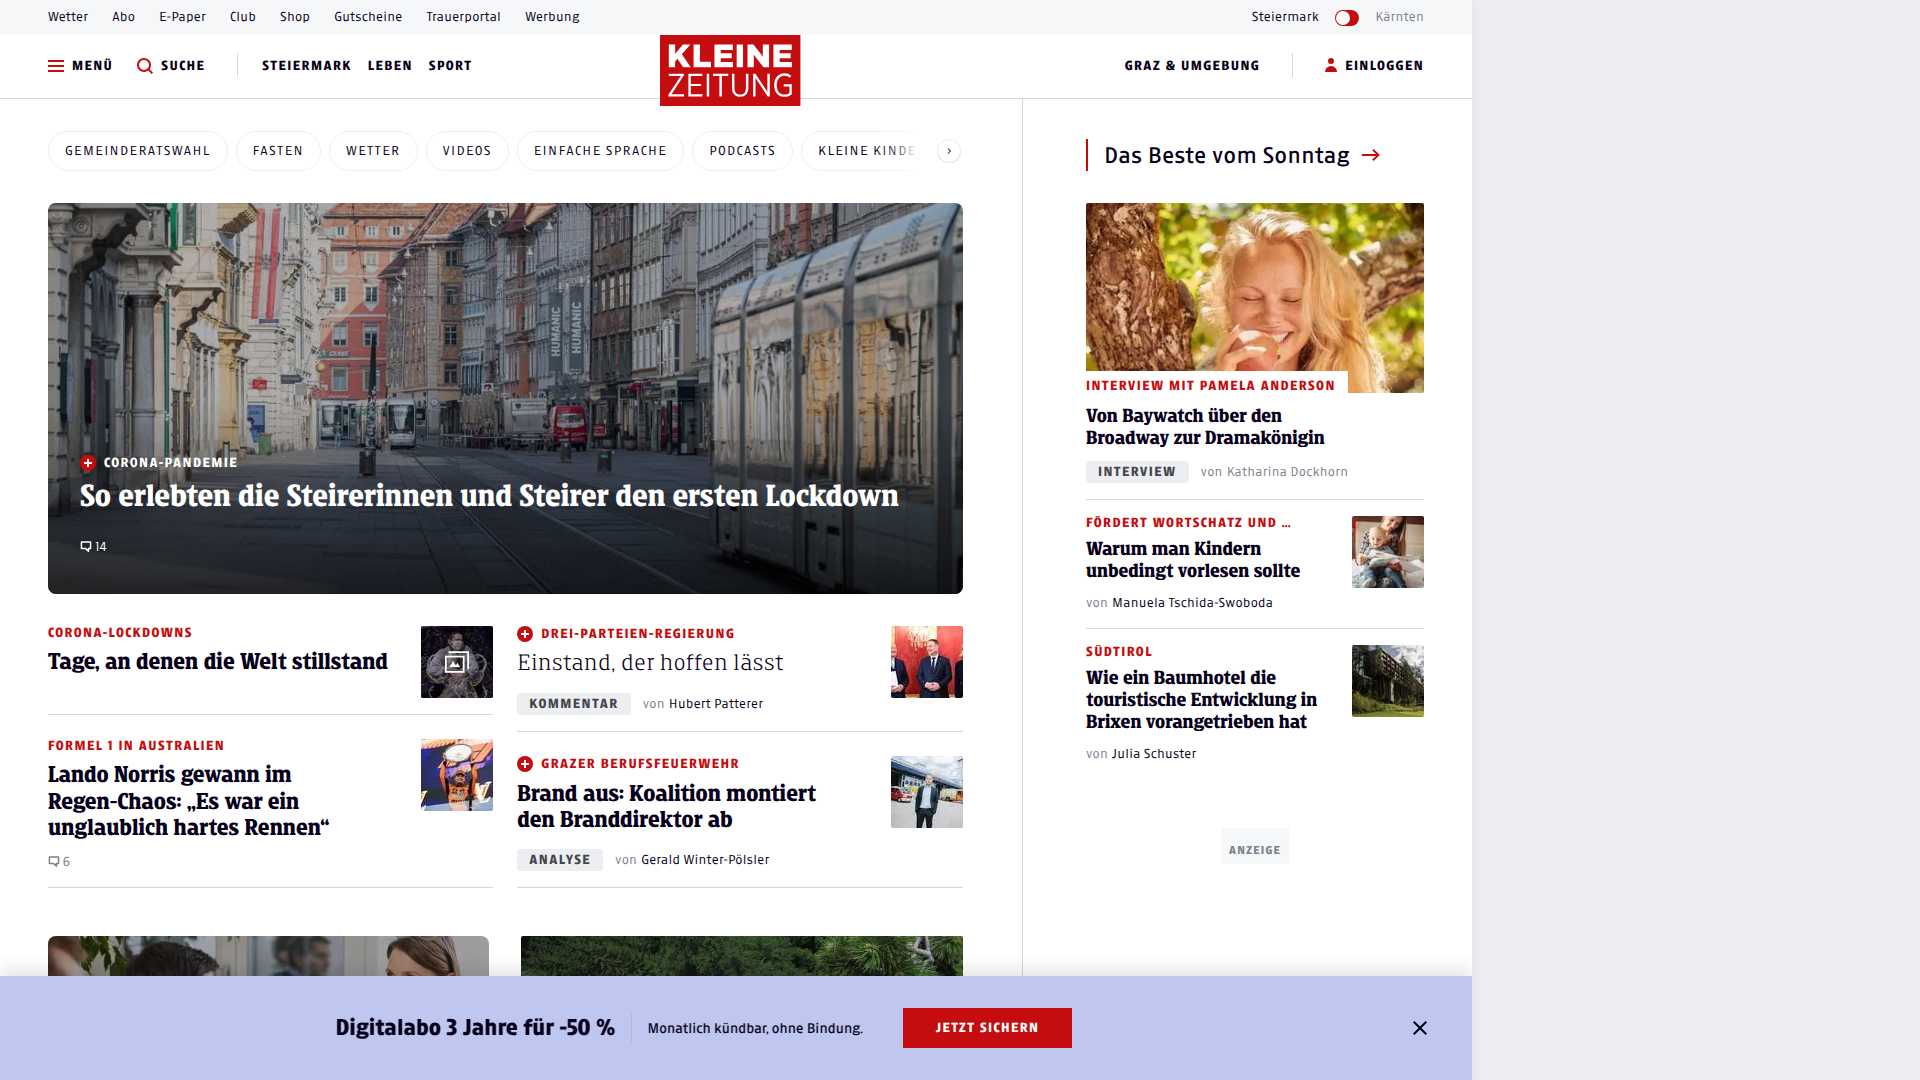 Wetter Abo E-Paper Club Shop Gutscheine Trauerportal Werbung
Steiermark Kärnten
MENÜ SUCHE STEIERMARK LEBEN SPORT
KLEINE
ZEITUNG
GRAZ & UMGEBUNG EINLOGGEN
GEMEINDERATSWAHL FASTEN WETTER VIDEOS EINFACHE SPRACHE PODCASTS KLEINE KINDE
HUMANIC
HUMANIC
CORONA-PANDEMIE
So erlebten die Steirerinnen und Steirer den ersten Lockdown
14
CORONA-LOCKDOWNS
Tage, an denen die Welt stillstand
FORMEL 1 IN AUSTRALIEN
Lando Norris gewann im
Regen-Chaos: „Es war ein
unglaublich hartes Rennen“
6
DREI-PARTEIEN-REGIERUNG
Einstand, der hoffen lässt
KOMMENTAR von Hubert Patterer
GRAZER BERUFSFEUERWEHR
Brand aus: Koalition montiert
den Branddirektor ab
ANALYSE von Gerald Winter-Pölsler
Das Beste vom Sonntag
INTERVIEW MIT PAMELA ANDERSON
Von Baywatch über den
Broadway zur Dramakönigin
INTERVIEW von Katharina Dockhorn
FÖRDERT WORTSCHATZ UND …
Warum man Kindern
unbedingt vorlesen sollte
von Manuela Tschida-Swoboda
SÜDTIROL
Wie ein Baumhotel die
touristische Entwicklung in
Brixen vorangetrieben hat
von Julia Schuster
ANZEIGE
Digitalabo 3 Jahre für -50 %
Monatlich kündbar, ohne Bindung.
JETZT SICHERN